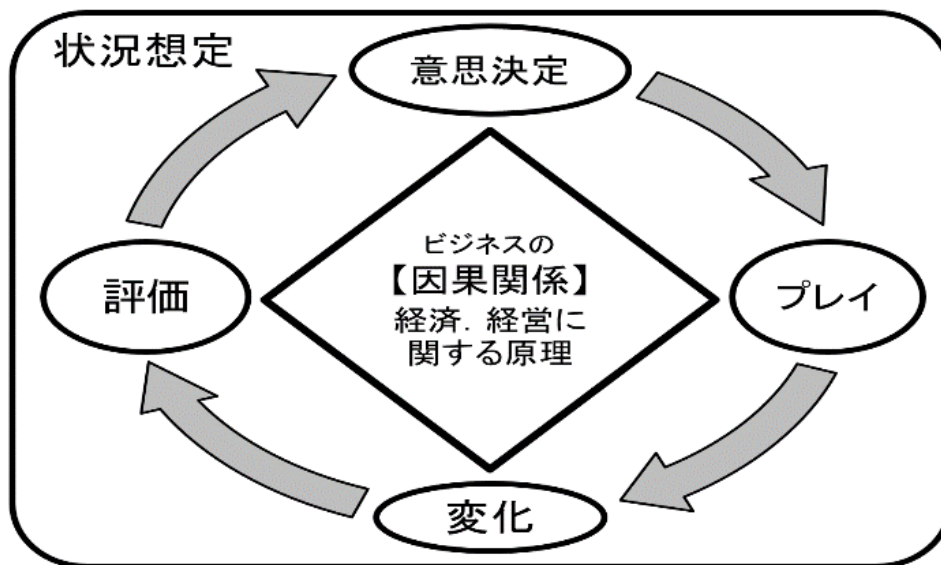 状況想定
意思決定
ビジネスの
【因果関係】
経済．経営に
関する原理
評価
プレイ
変化